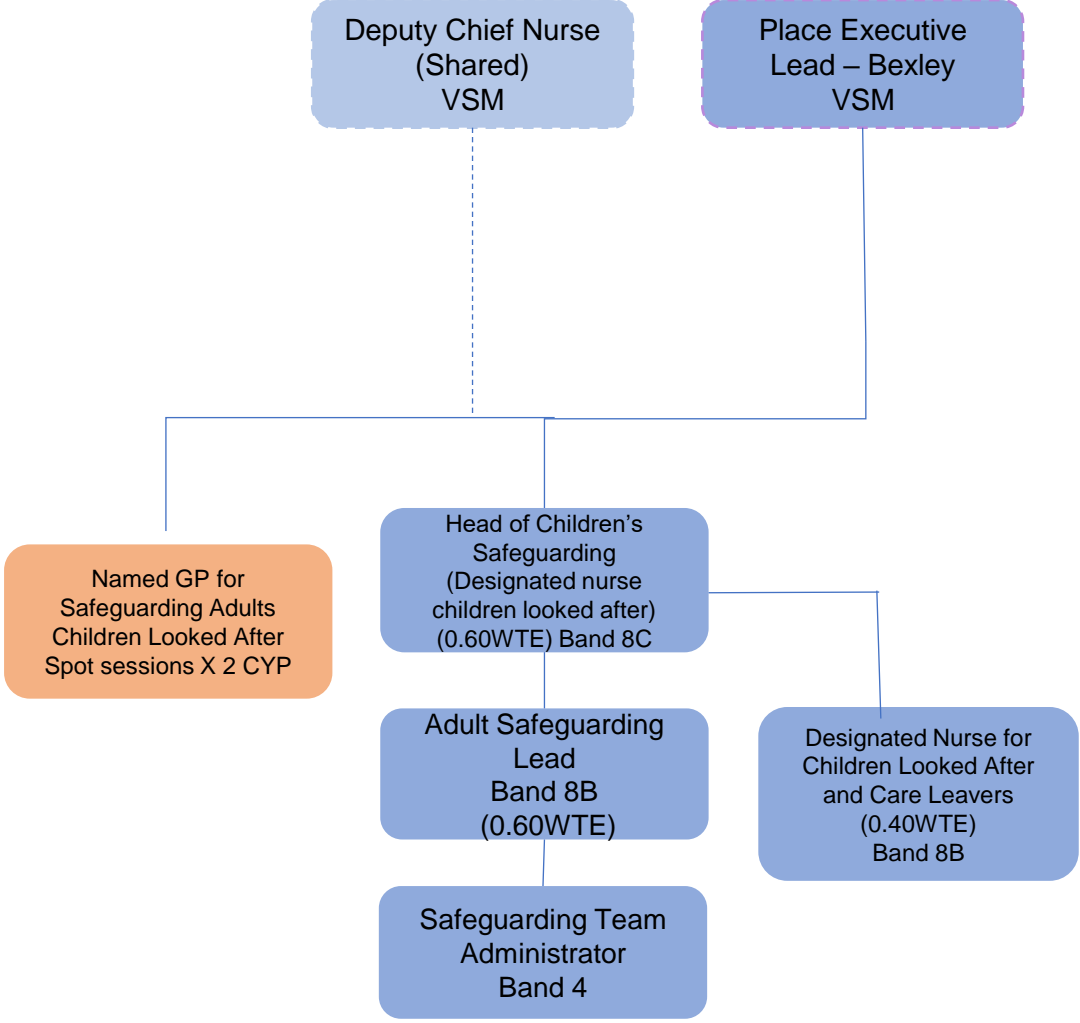 Deputy Chief Nurse
(Shared)
VSM
Place Executive
Lead – Bexley
VSM
Named GP for
Safeguarding Adults
Children Looked After
Spot sessions X 2 CYP
Head of Children’s
Safeguarding
(Designated nurse
children looked after)
(0.60WTE) Band 8C
Adult Safeguarding
Lead
Band 8B
(0.60WTE)
Designated Nurse for
Children Looked After
and Care Leavers
(0.40WTE)
Band 8B
Safeguarding Team
Administrator
Band 4